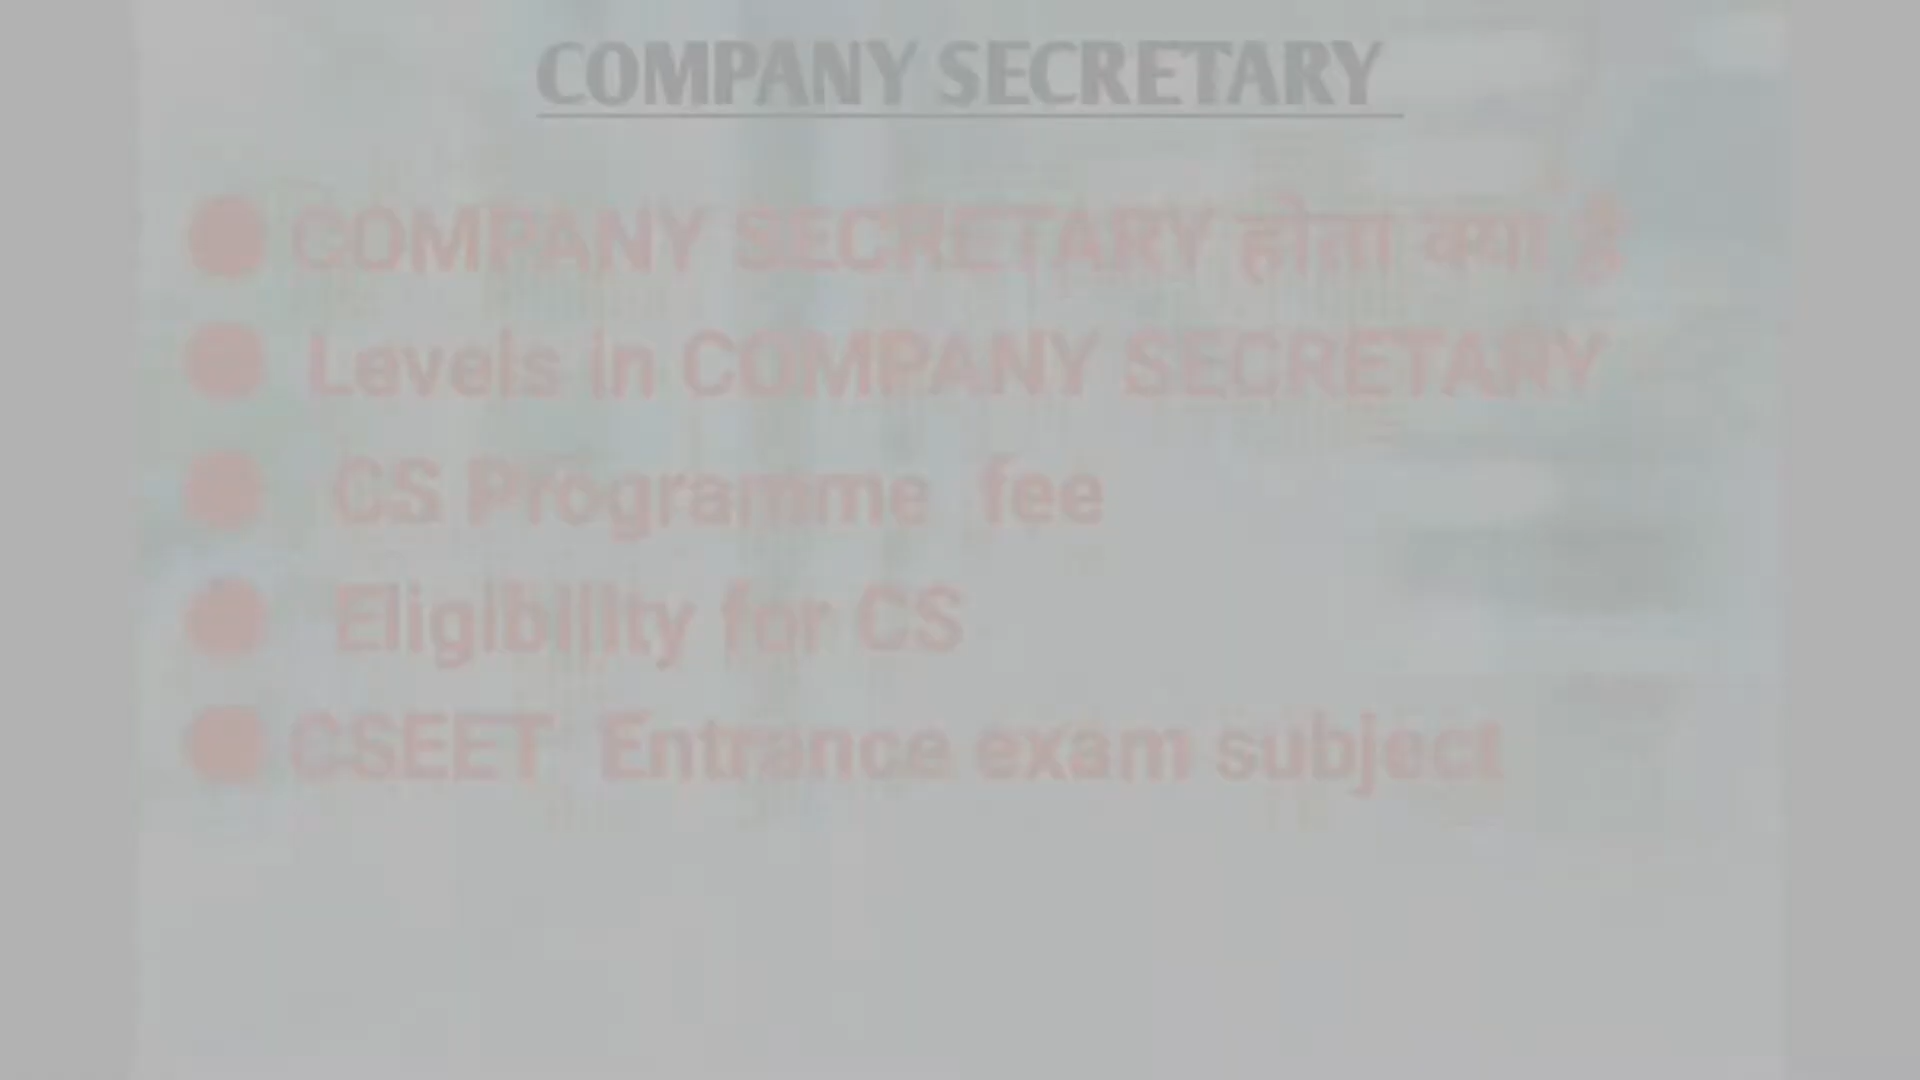 COMPANY SECRETARY
COMPANY SECRETARY होता क्या है
Levels in COMPANY SECRETARY
CS Programme fee
Eligibility for CS
CSEET Entrance exam subject